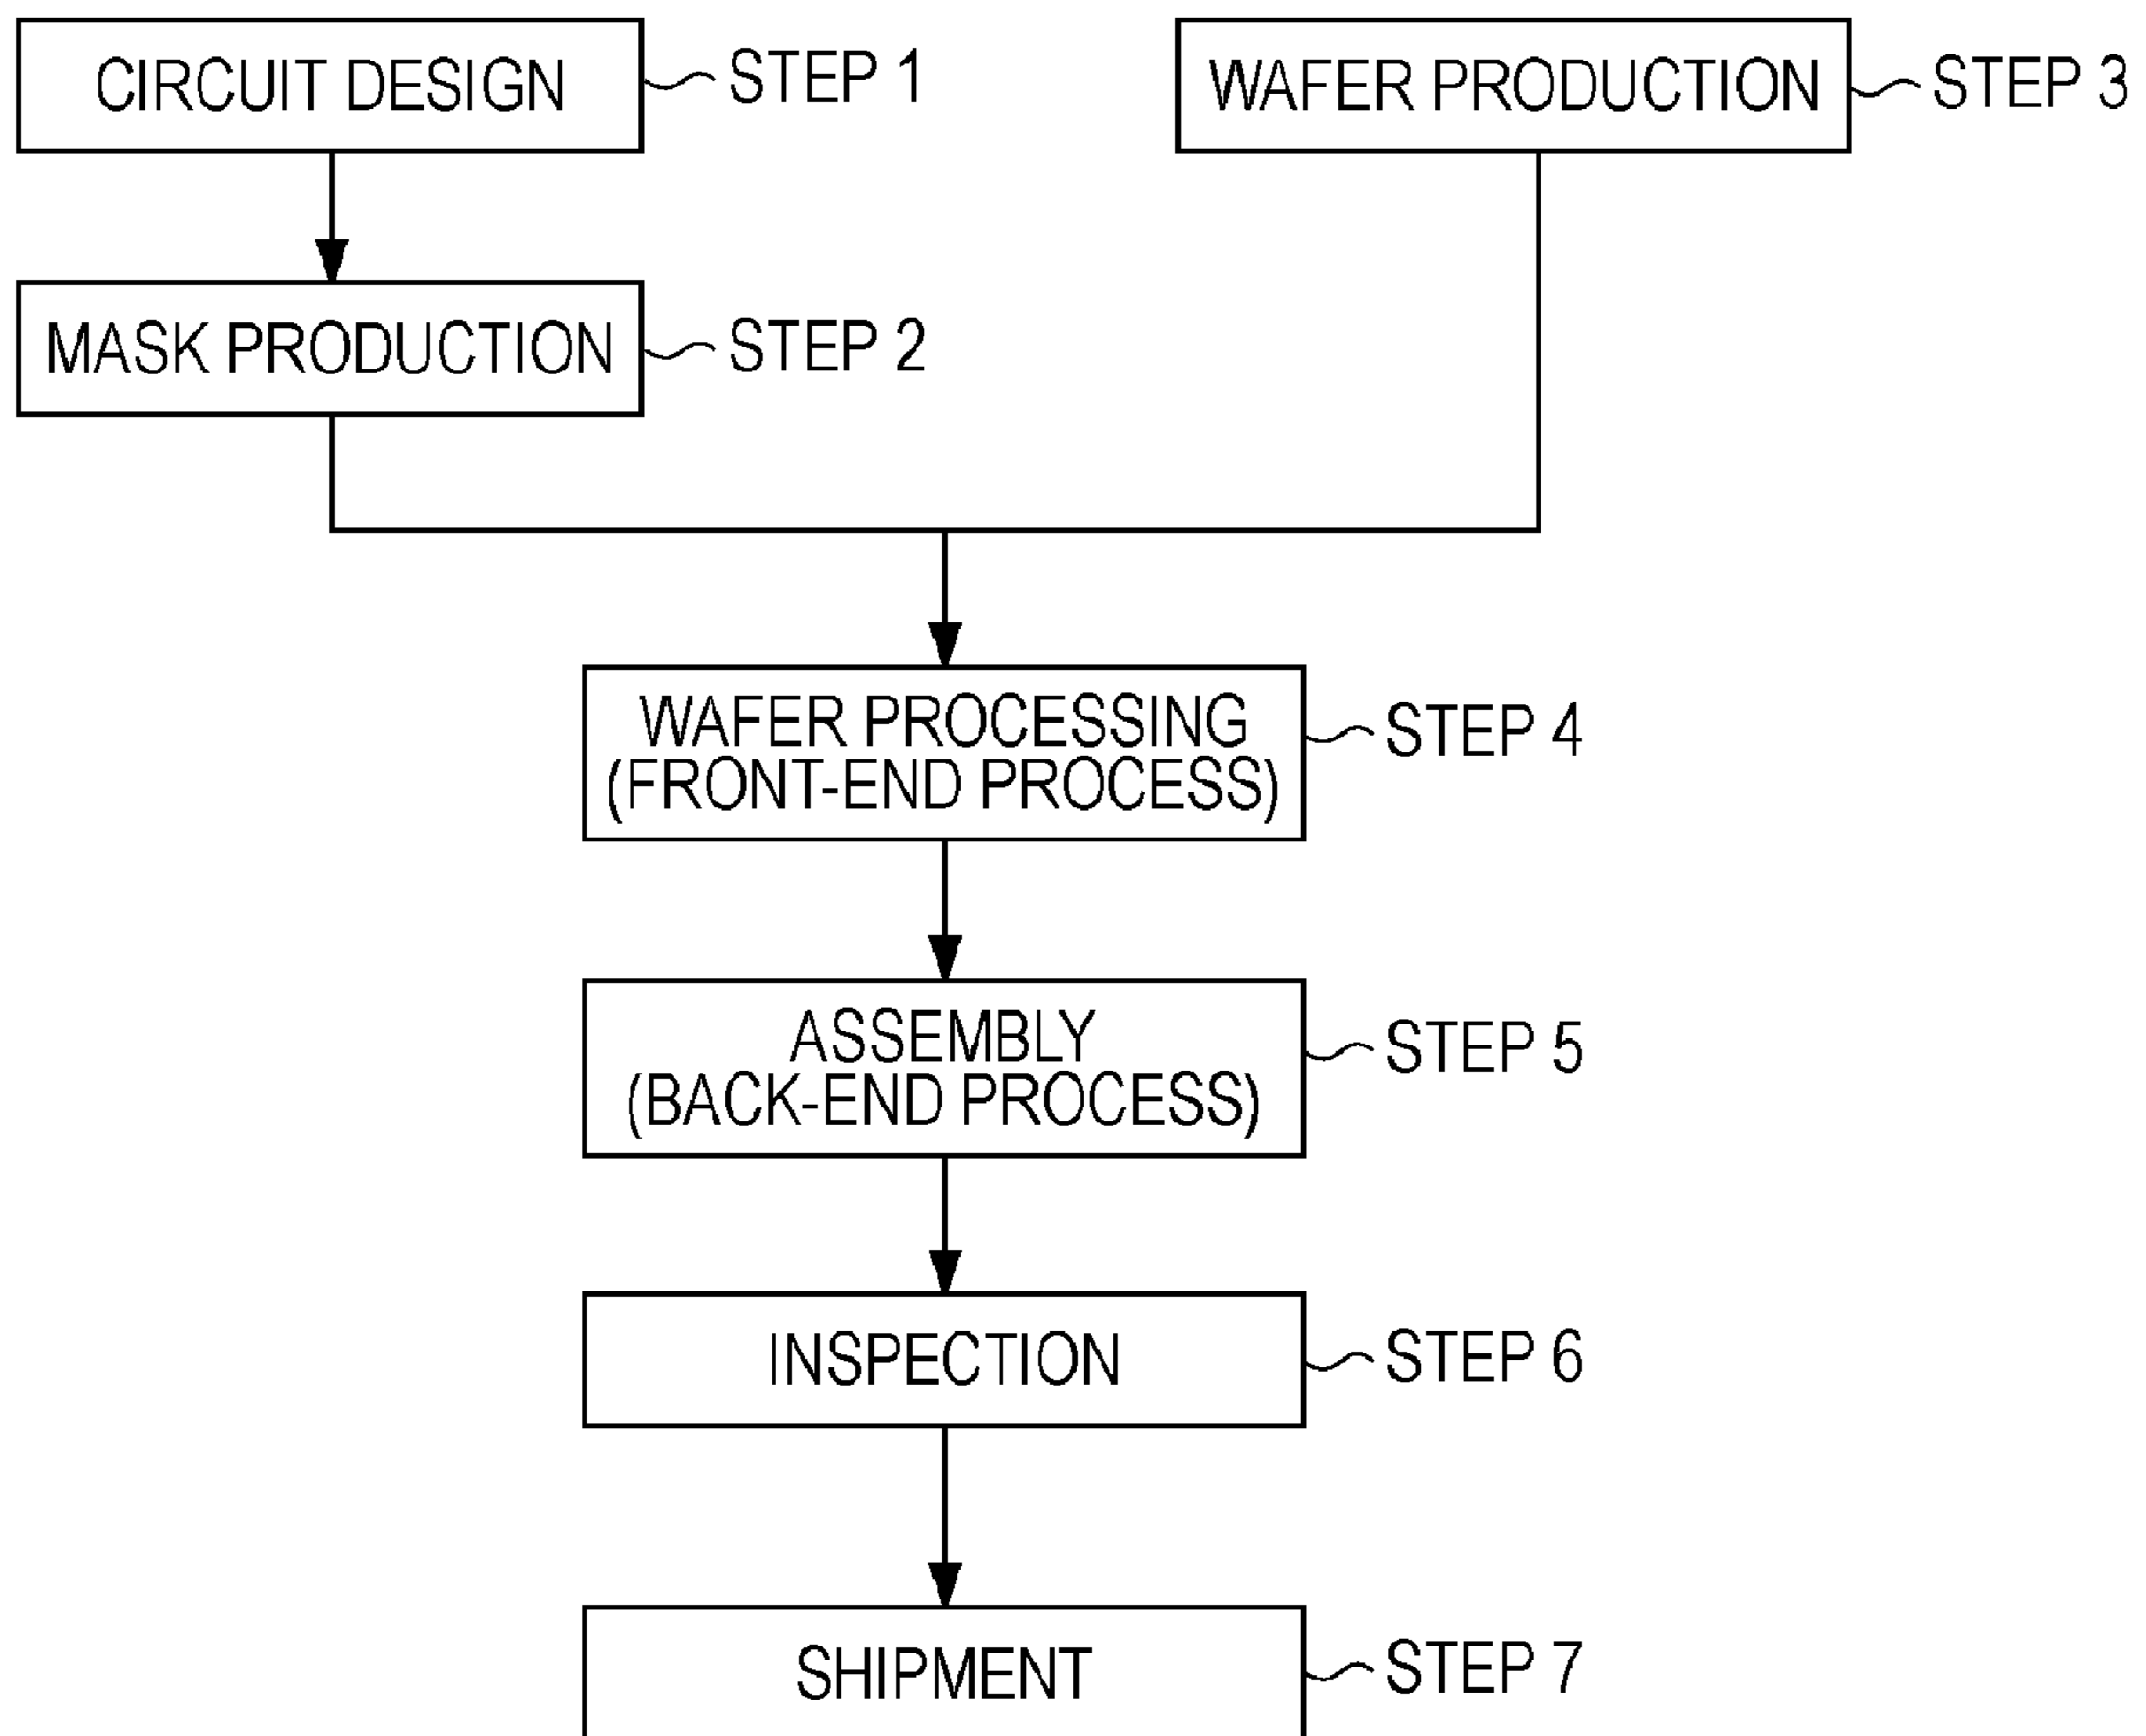 CIRCUIT DESIGN
STEP 1
WAFER PRODUCTION
STEP 3
MASK PRODUCTION
STEP 2
WAFER PROCESSING
(FRONT-END PROCESS)
STEP 4
ASSEMBLY
(BACK-END PROCESS)
STEP 5
INSPECTION
STEP 6
SHIPMENT
STEP 7